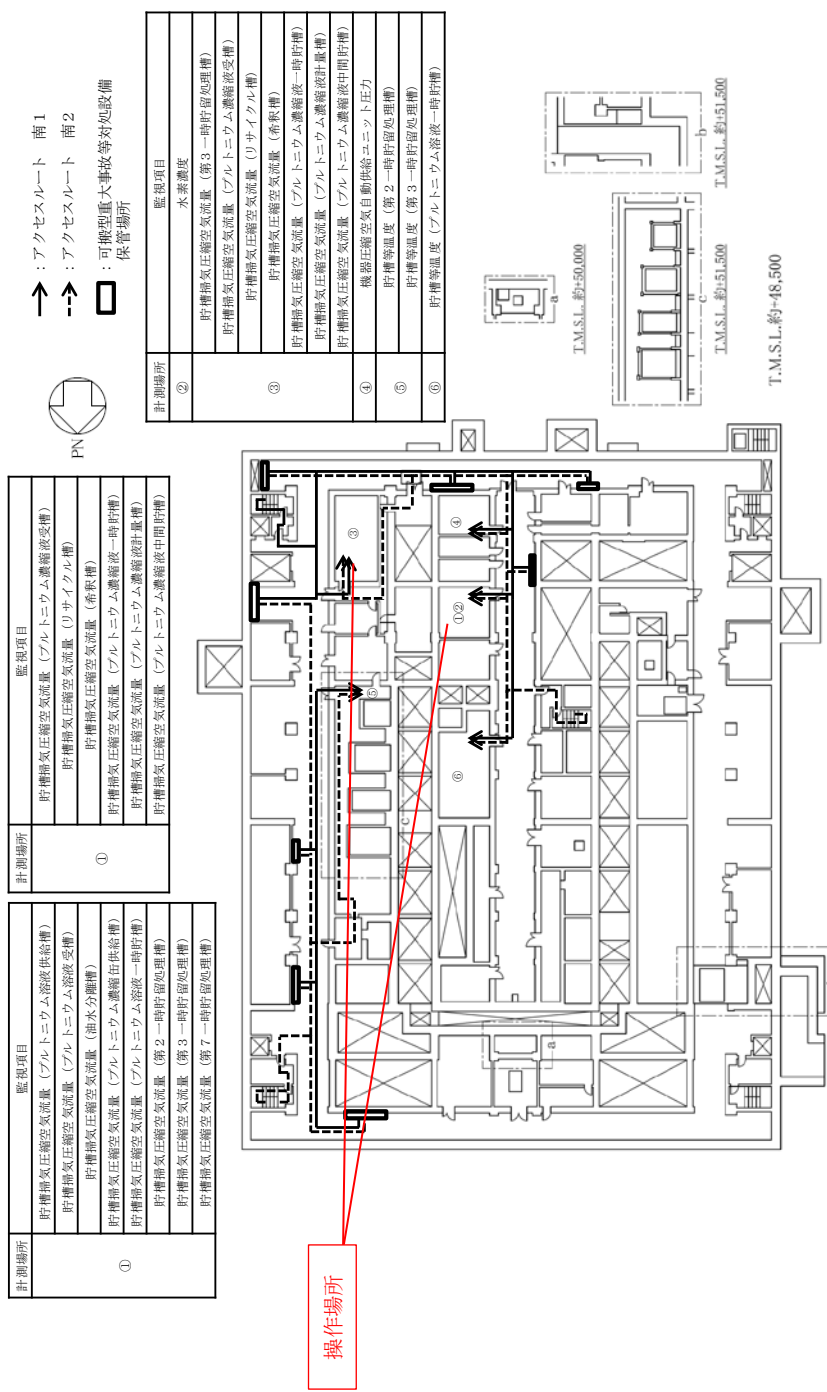 計測場所 監視項目
① 貯槽掃気圧縮空気流量（プルトニウム溶液供給槽）
貯槽掃気圧縮空気流量（プルトニウム溶液受槽）
貯槽掃気圧縮空気流量（油水分離槽）
貯槽掃気圧縮空気流量（プルトニウム濃縮缶供給槽）
貯槽掃気圧縮空気流量（プルトニウム溶液一時貯槽）
貯槽掃気圧縮空気流量（第２一時貯留処理槽）
貯槽掃気圧縮空気流量（第３一時貯留処理槽）
貯槽掃気圧縮空気流量（第７一時貯留処理槽）
計測場所 監視項目
① 貯槽掃気圧縮空気流量（プルトニウム濃縮液受槽）
貯槽掃気圧縮空気流量（リサイクル槽）
貯槽掃気圧縮空気流量（希釈槽）
貯槽掃気圧縮空気流量（プルトニウム濃縮液一時貯槽）
貯槽掃気圧縮空気流量（プルトニウム濃縮液計量槽）
貯槽掃気圧縮空気流量（プルトニウム濃縮液中間貯槽）
PN
：アクセスルート 南１
：アクセスルート 南２
：可搬型重大事故等対処設備
保管場所
計測場所 監視項目
② 水素濃度
③ 貯槽掃気圧縮空気流量（第３一時貯留処理槽）
貯槽掃気圧縮空気流量（プルトニウム濃縮液受槽）
貯槽掃気圧縮空気流量（リサイクル槽）
貯槽掃気圧縮空気流量（希釈槽）
貯槽掃気圧縮空気流量（プルトニウム濃縮液一時貯槽）
貯槽掃気圧縮空気流量（プルトニウム濃縮液計量槽）
貯槽掃気圧縮空気流量（プルトニウム濃縮液中間貯槽）
④ 機器圧縮空気自動供給ユニット圧力
⑤ 貯槽等温度（第２一時貯留処理槽）
貯槽等温度（第３一時貯留処理槽）
⑥ 貯槽等温度（プルトニウム溶液一時貯槽）
操作場所
③
④
①②
⑤
⑥
c
a
a
T.M.S.L. 約+50,000
b
T.M.S.L. 約+51,500
c
T.M.S.L. 約+51,500
T.M.S.L.約+48,500